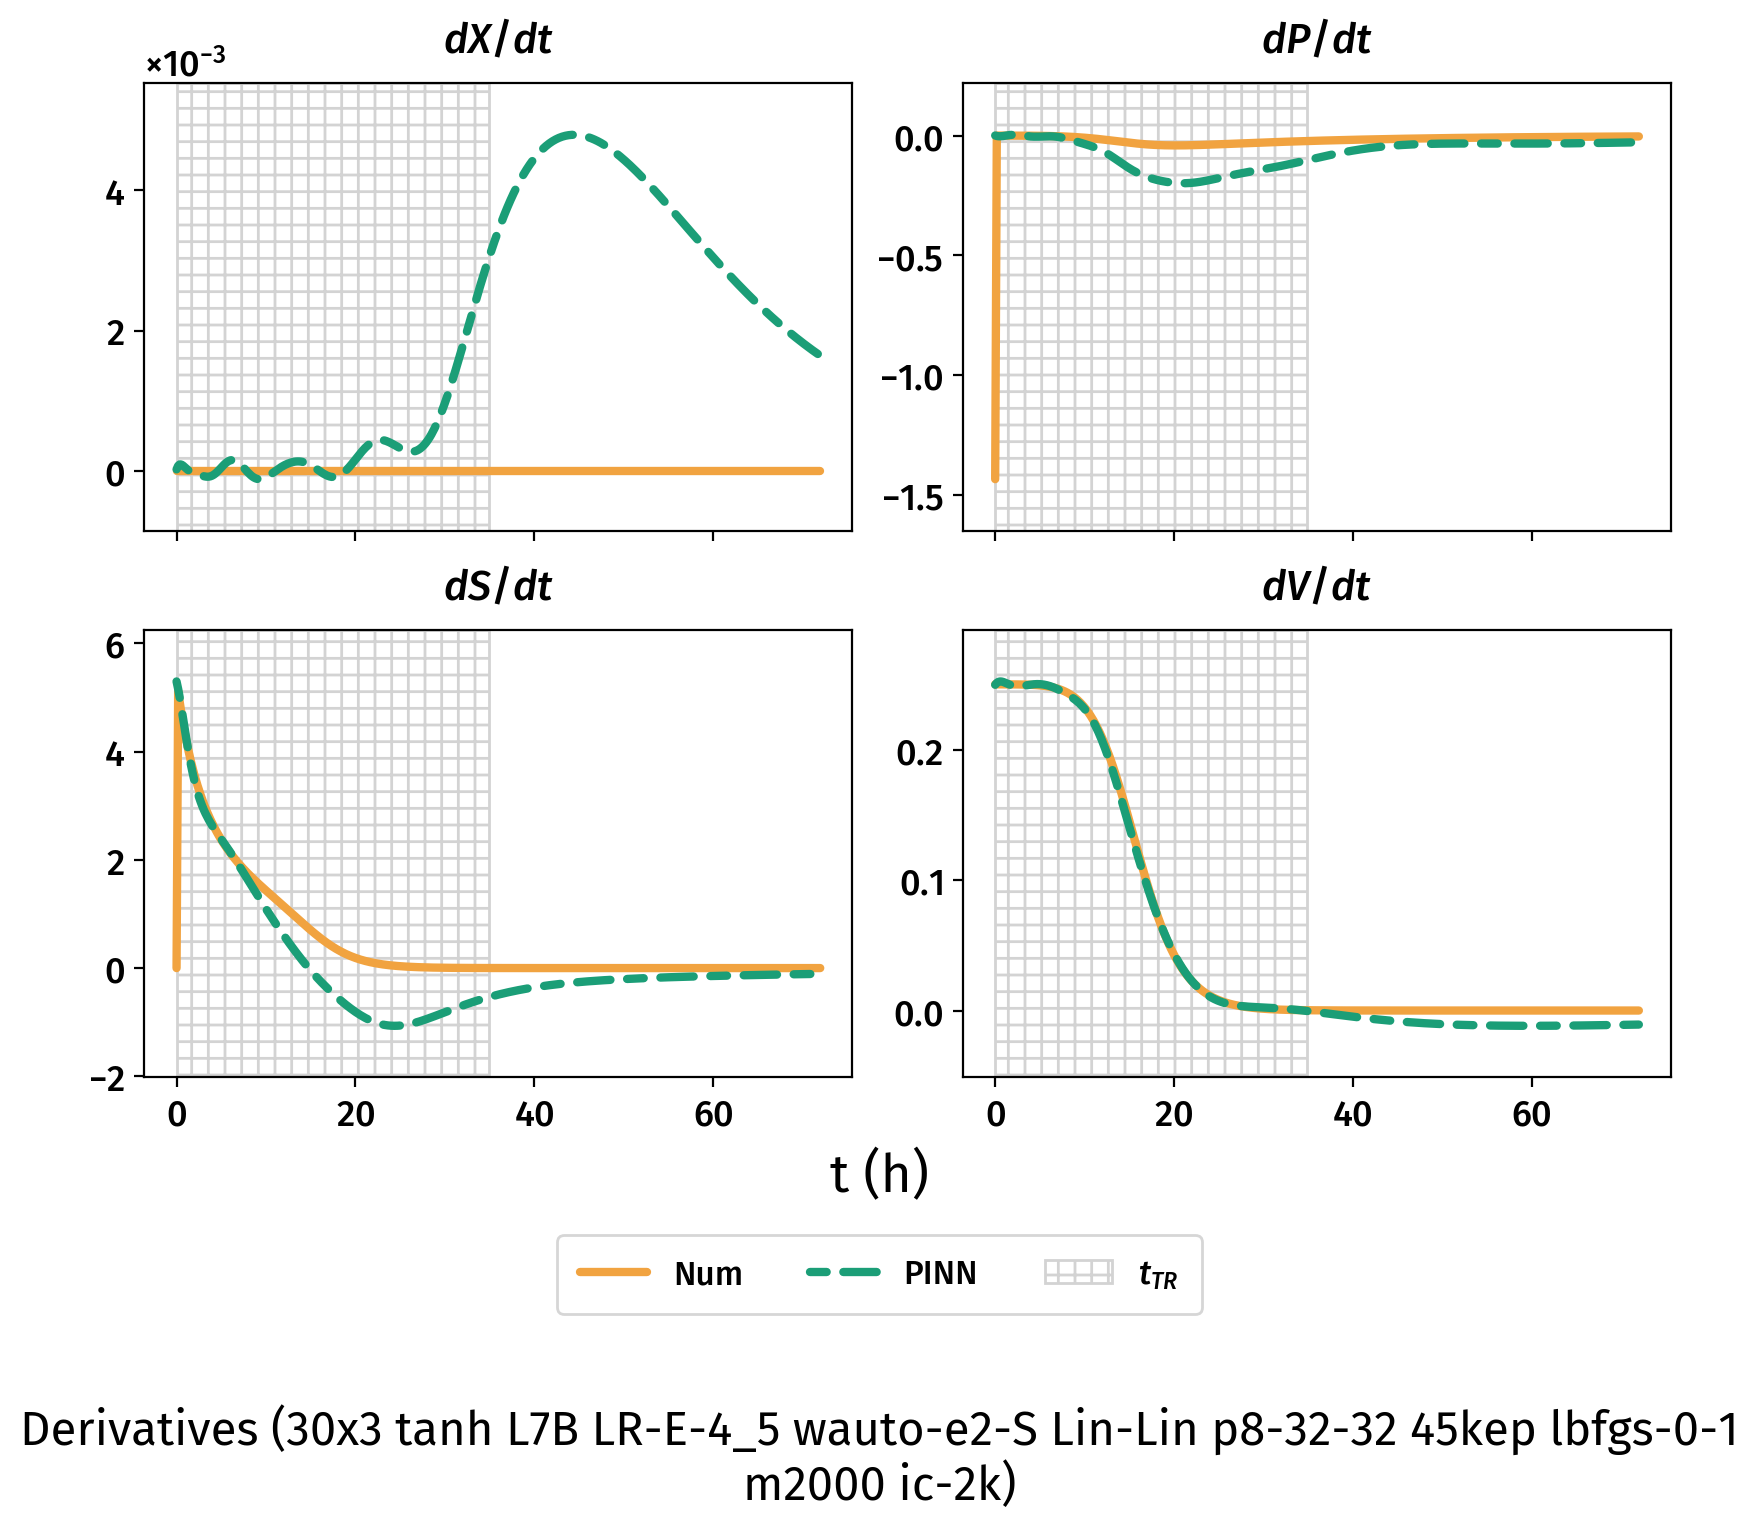 dX/dt
dP/dt
×10⁻³
4
2
0
0.0
−0.5
−1.0
−1.5
dS/dt
dV/dt
6
4
2
0
−2
0.2
0.1
0.0
0 20 40 60
0 20 40 60
t (h)
Num PINN t_TR
Derivatives (30x3 tanh L7B LR-E-4_5 wauto-e2-S Lin-Lin p8-32-32 45kep lbfgs-0-1
m2000 ic-2k)